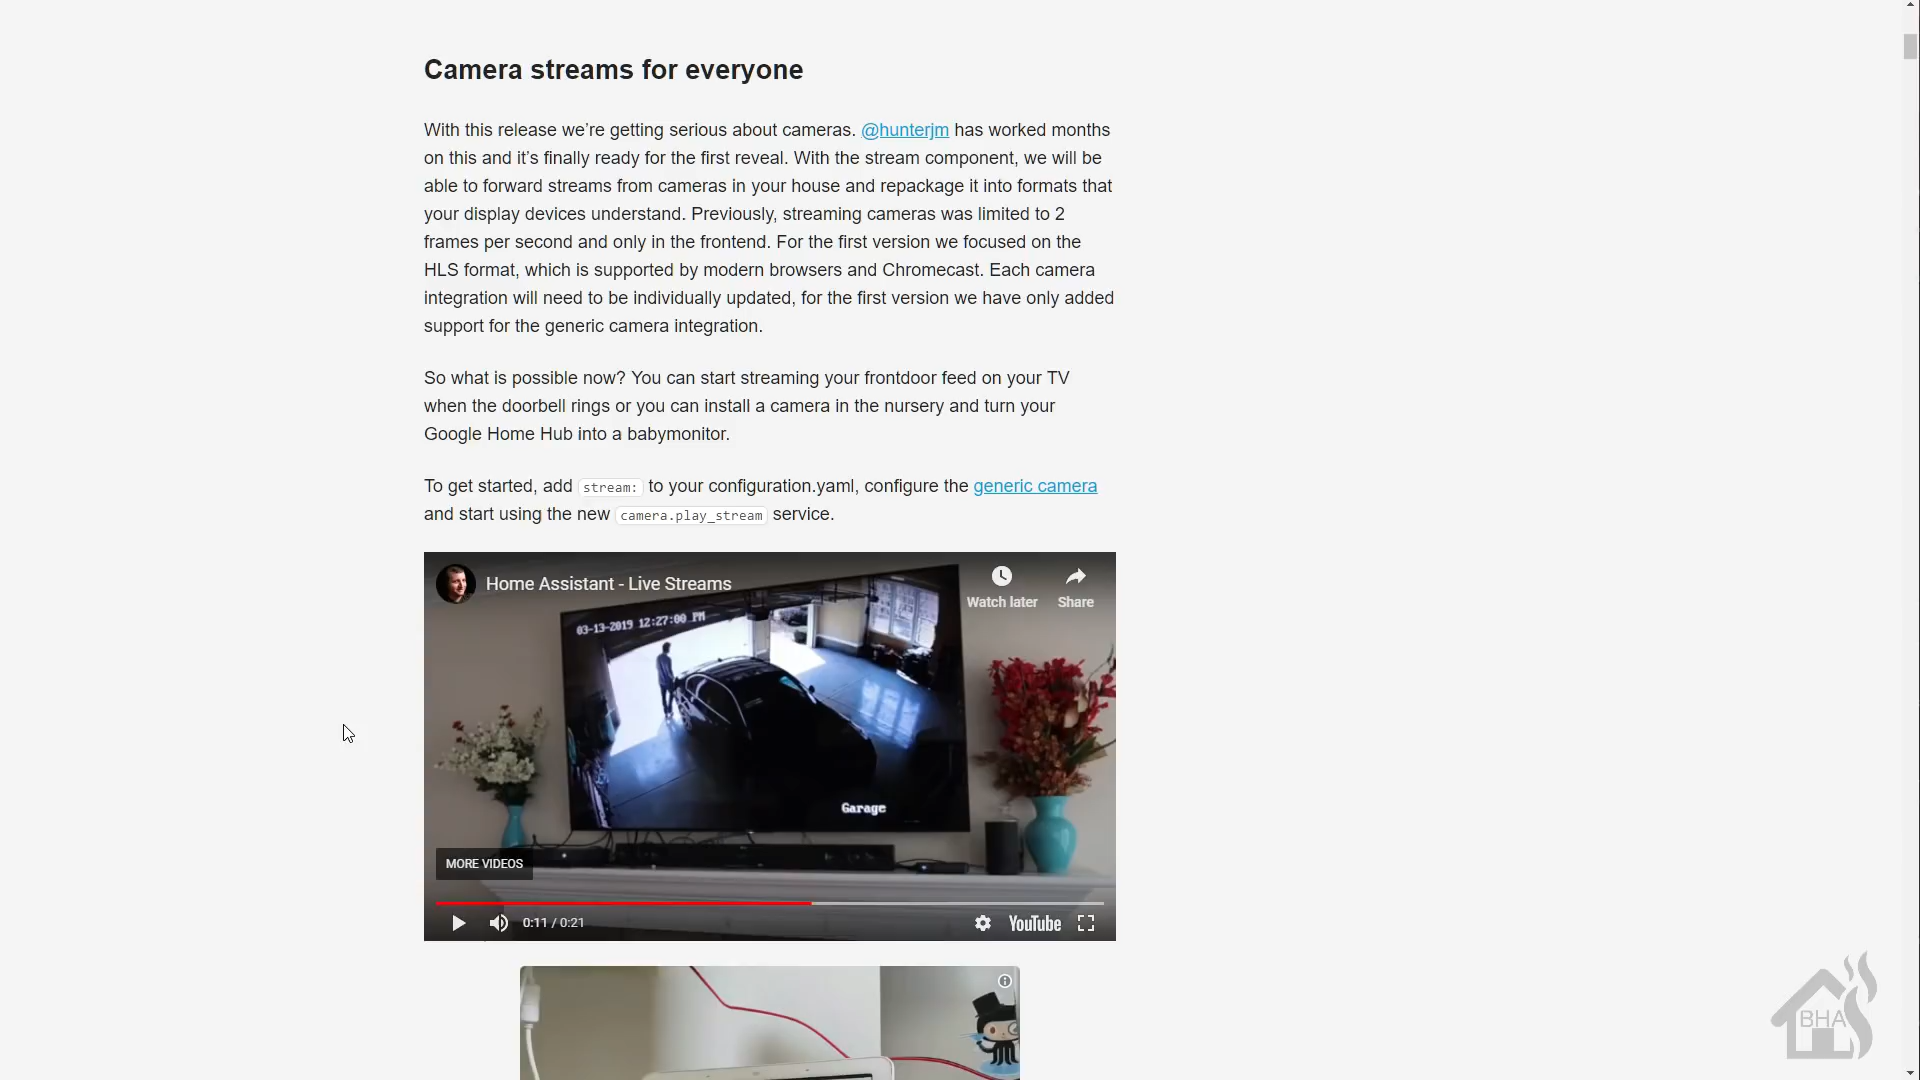 Camera streams for everyone
With this release we’re getting serious about cameras. @hunterjm has worked months
on this and it’s finally ready for the first reveal. With the stream component, we will be
able to forward streams from cameras in your house and repackage it into formats that
your display devices understand. Previously, streaming cameras was limited to 2
frames per second and only in the frontend. For the first version we focused on the
HLS format, which is supported by modern browsers and Chromecast. Each camera
integration will need to be individually updated, for the first version we have only added
support for the generic camera integration.
So what is possible now? You can start streaming your frontdoor feed on your TV
when the doorbell rings or you can install a camera in the nursery and turn your
Google Home Hub into a babymonitor.
To get started, add stream: to your configuration.yaml, configure the generic camera
and start using the new camera.play_stream service.
Home Assistant - Live Streams
Watch later
Share
03-13-2019 12:27:00 PM
Garage
MORE VIDEOS
0:11 / 0:21
YouTube
BHA